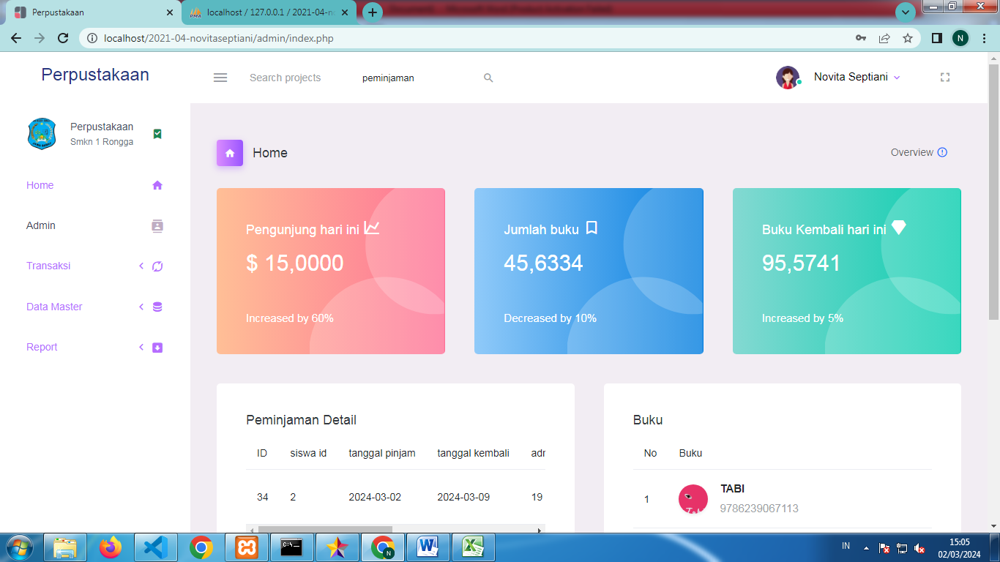 Perpustakaan
localhost / 127.0.0.1 / 2021-04-no
localhost/2021-04-novitaseptiani/admin/index.php
N
Perpustakaan
Search projects
peminjaman
Novita Septiani
Perpustakaan
Smkn 1 Rongga
Home
Admin
Transaksi
Data Master
Report
Home
Overview
Pengunjung hari ini
$ 15,0000
Increased by 60%
Jumlah buku
45,6334
Decreased by 10%
Buku Kembali hari ini
95,5741
Increased by 5%
Peminjaman Detail
ID siswa id tanggal pinjam tanggal kembali
34 2 2024-03-02 2024-03-09 19
Buku
No Buku
1 TABI
9786239067113
IN
15:05
02/03/2024